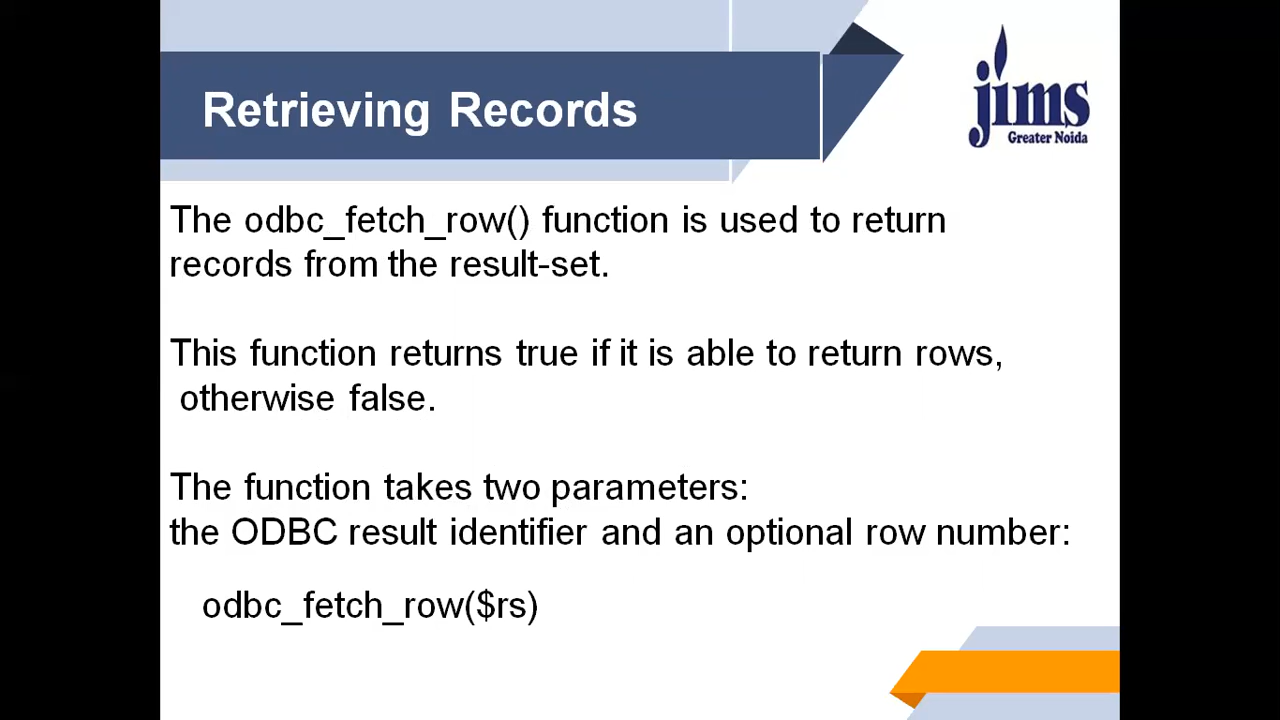 Retrieving Records
jims
Greater Noida
The odbc_fetch_row() function is used to return
records from the result-set.
This function returns true if it is able to return rows,
otherwise false.
The function takes two parameters:
the ODBC result identifier and an optional row number:
odbc_fetch_row($rs)